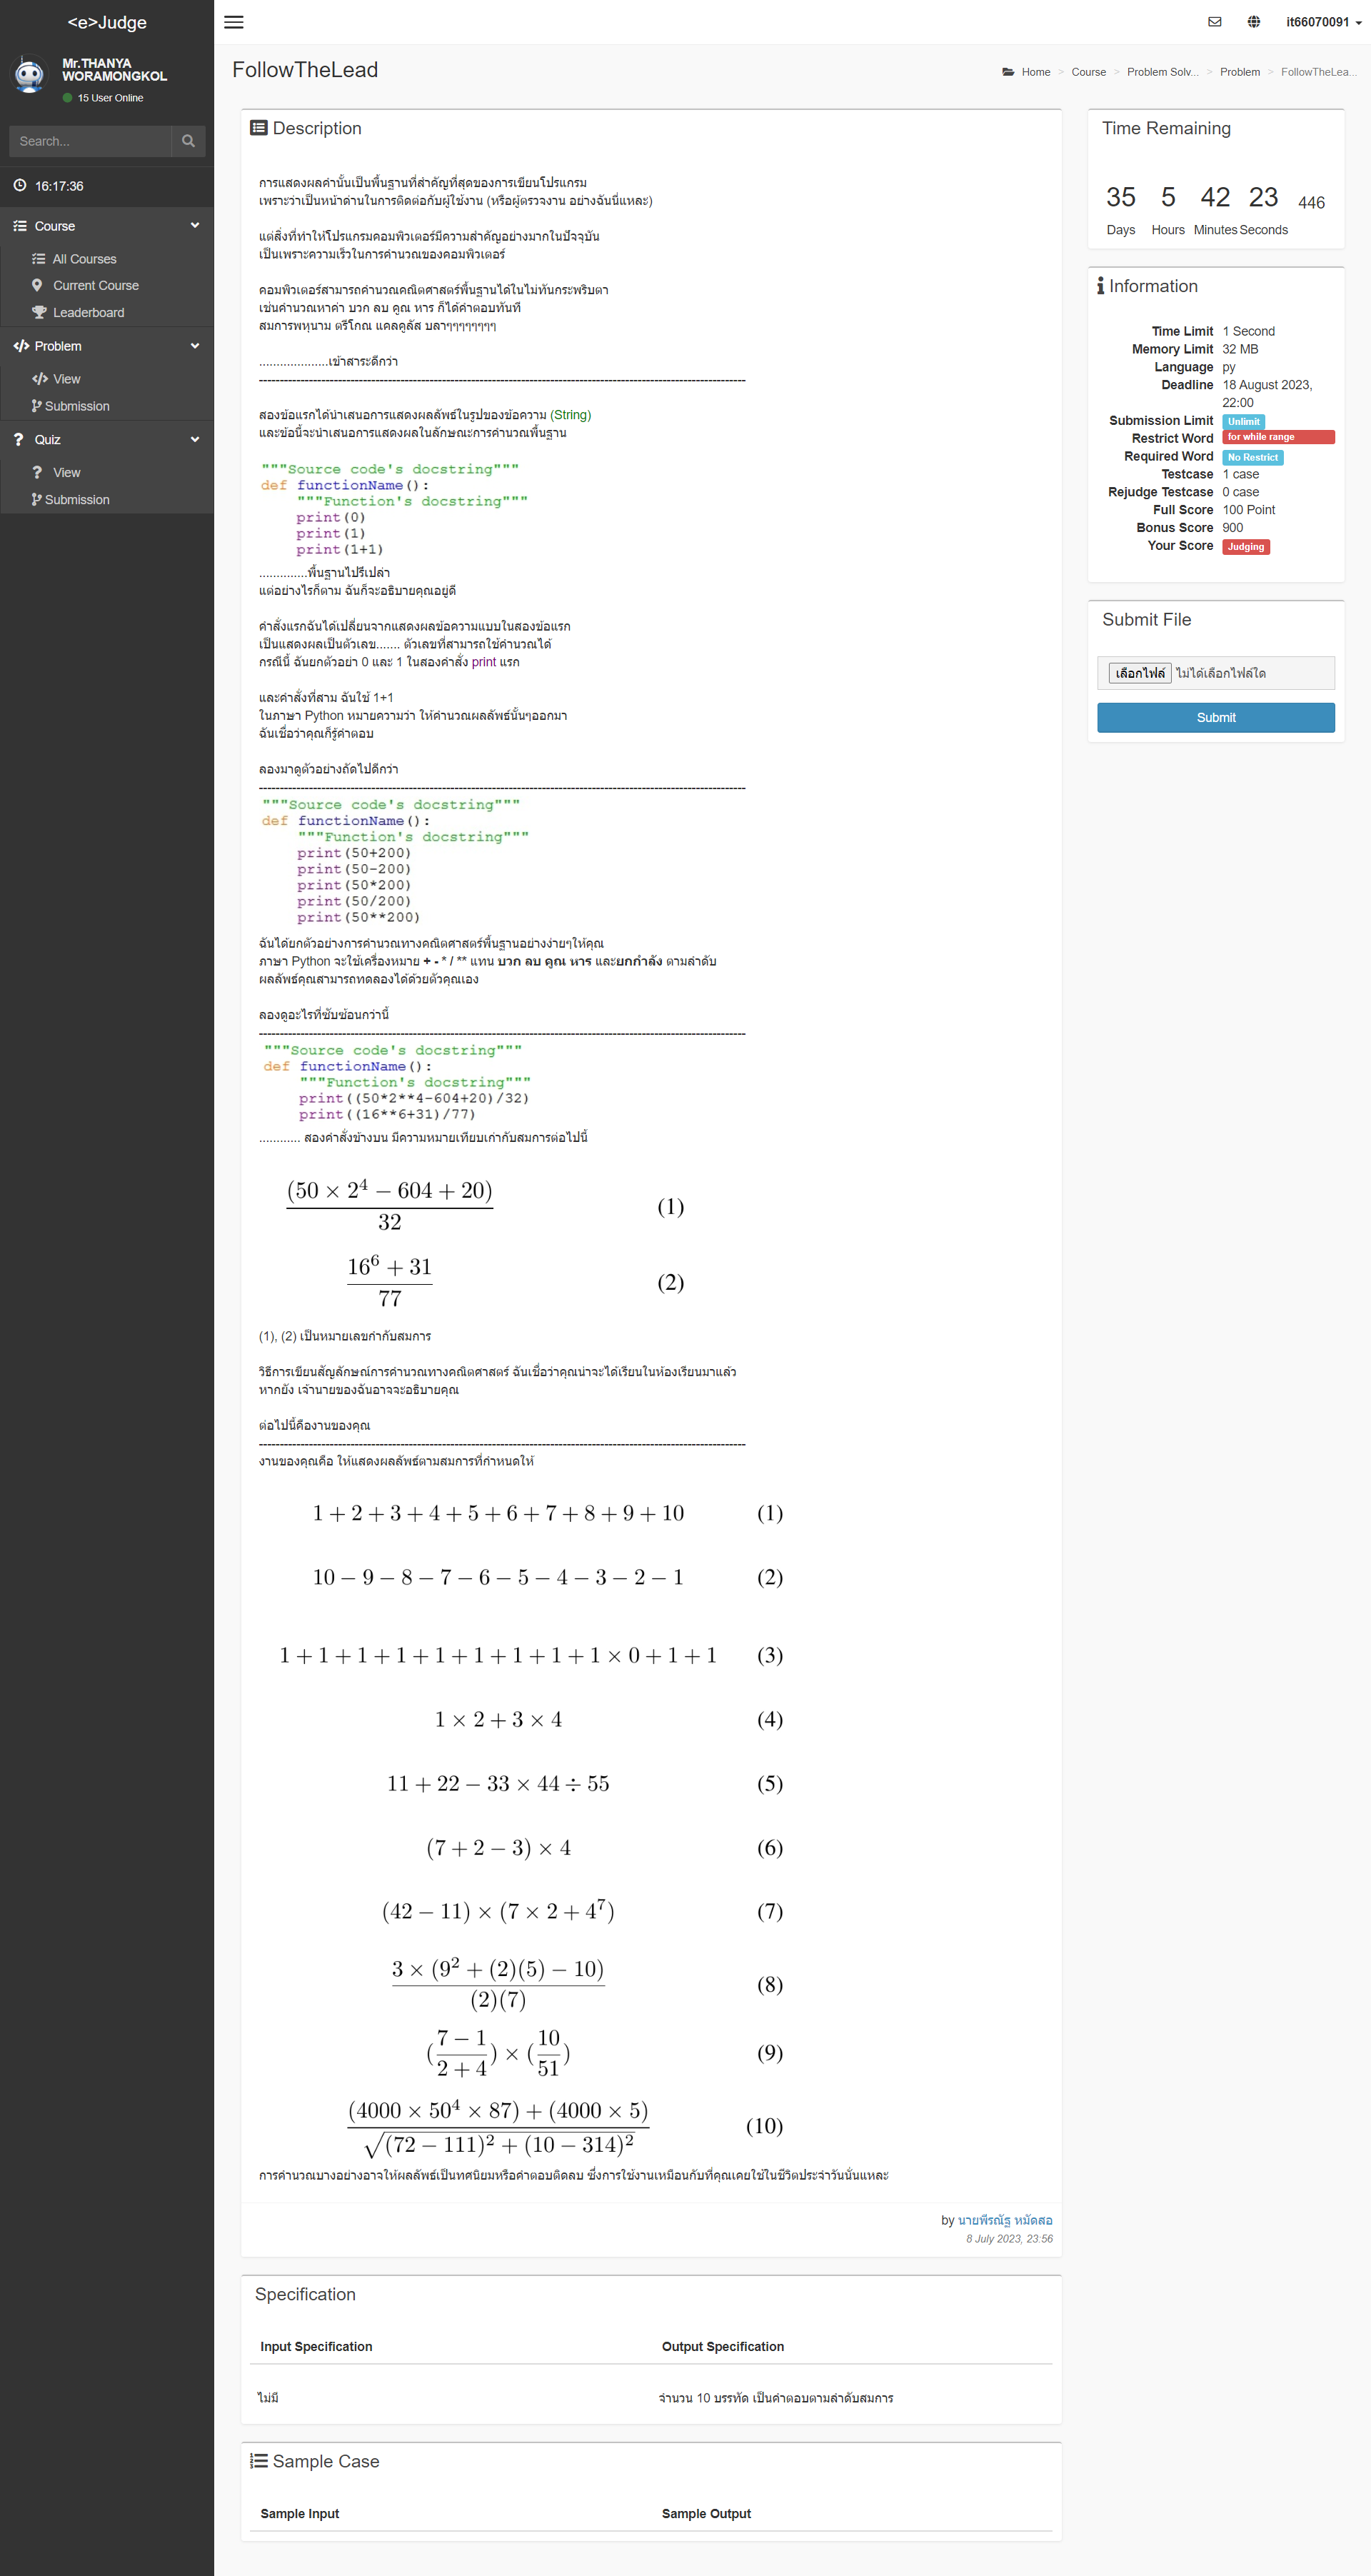 <e>Judge
Mr.THANYA
WORAMONGKOL
15 User Online
Search...
16:17:36
Course
All Courses
Current Course
Leaderboard
Problem
View
Submission
Quiz
View
Submission
it66070091
FollowTheLead
Home > Course > Problem Solv... > Problem > FollowTheLea...
Description
การแสดงผลค่านั้นเป็นพื้นฐานที่สำคัญที่สุดของการเขียนโปรแกรม
เพราะว่าเป็นหน้าด่านในการติดต่อกับผู้ใช้งาน (หรือผู้ตรวจงาน อย่างฉันนี่แหละ)
แต่สิ่งที่ทำให้โปรแกรมคอมพิวเตอร์มีความสำคัญอย่างมากในปัจจุบัน
เป็นเพราะความเร็วในการคำนวณของคอมพิวเตอร์
คอมพิวเตอร์สามารถคำนวณคณิตศาสตร์พื้นฐานได้ในไม่ทันกระพริบตา
เช่นคำนวณหาค่า บวก ลบ คูณ หาร ก็ได้คำตอบทันที
สมการพหุนาม ตรีโกณ แคลคูลัส บลาๆๆๆๆๆๆๆ
....................เข้าสาระดีกว่า
---------------------------------------------------------------------------------------------------------------------
สองข้อแรกได้นำเสนอการแสดงผลลัพธ์ในรูปของข้อความ (String)
และข้อนี้จะนำเสนอการแสดงผลในลักษณะการคำนวณพื้นฐาน
"""Source code's docstring"""
def functionName():
"""Function's docstring"""
print(0)
print(1)
print(1+1)
..............พื้นฐานไปรึเปล่า
แต่อย่างไรก็ตาม ฉันก็จะอธิบายคุณอยู่ดี
คำสั่งแรกฉันได้เปลี่ยนจากแสดงผลข้อความแบบในสองข้อแรก
เป็นแสดงผลเป็นตัวเลข....... ตัวเลขที่สามารถใช้คำนวณได้
กรณีนี้ ฉันยกตัวอย่า 0 และ 1 ในสองคำสั่ง print แรก
และคำสั่งที่สาม ฉันใช้ 1+1
ในภาษา Python หมายความว่า ให้คำนวณผลลัพธ์นั้นๆออกมา
ฉันเชื่อว่าคุณก็รู้คำตอบ
ลองมาดูตัวอย่างถัดไปดีกว่า
---------------------------------------------------------------------------------------------------------------------
"""Source code's docstring"""
def functionName():
"""Function's docstring"""
print(50+200)
print(50-200)
print(50*200)
print(50/200)
print(50**200)
ฉันได้ยกตัวอย่างการคำนวณทางคณิตศาสตร์พื้นฐานอย่างง่ายๆให้คุณ
ภาษา Python จะใช้เครื่องหมาย + - * / ** แทน บวก ลบ คูณ หาร และยกกำลัง ตามลำดับ
ผลลัพธ์คุณสามารถทดลองได้ด้วยตัวคุณเอง
ลองดูอะไรที่ซับซ้อนกว่านี้
---------------------------------------------------------------------------------------------------------------------
"""Source code's docstring"""
def functionName():
"""Function's docstring"""
print((50*2**4-604+20)/32)
print((16**6+31)/77)
............ สองคำสั่งข้างบน มีความหมายเทียบเก่ากับสมการต่อไปนี้
(50 × 2⁴ − 604 + 20)
32
(1)
16⁶ + 31
77
(2)
(1), (2) เป็นหมายเลขกำกับสมการ
วิธีการเขียนสัญลักษณ์การคำนวณทางคณิตศาสตร์ ฉันเชื่อว่าคุณน่าจะได้เรียนในห้องเรียนมาแล้ว
หากยัง เจ้านายของฉันอาจจะอธิบายคุณ
ต่อไปนี้คืองานของคุณ
---------------------------------------------------------------------------------------------------------------------
งานของคุณคือ ให้แสดงผลลัพธ์ตามสมการที่กำหนดให้
1 + 2 + 3 + 4 + 5 + 6 + 7 + 8 + 9 + 10 (1)
10 − 9 − 8 − 7 − 6 − 5 − 4 − 3 − 2 − 1 (2)
1 + 1 + 1 + 1 + 1 + 1 + 1 + 1 + 1 × 0 + 1 + 1 (3)
1 × 2 + 3 × 4 (4)
11 + 22 − 33 × 44 ÷ 55 (5)
(7 + 2 − 3) × 4 (6)
(42 − 11) × (7 × 2 + 4⁷) (7)
3 × (9² + (2)(5) − 10)
(2)(7)
(8)
(7 − 1 / 2 + 4) × (10 / 51) (9)
(4000 × 50⁴ × 87) + (4000 × 5)
√(72 − 111)² + (10 − 314)²
(10)
การคำนวณบางอย่างอาจให้ผลลัพธ์เป็นทศนิยมหรือคำตอบติดลบ ซึ่งการใช้งานเหมือนกับที่คุณเคยใช้ในชีวิตประจำวันนั่นแหละ
by นายพีรณัฐ หมัดสอ
8 July 2023, 23:56
Specification
Input Specification Output Specification
ไม่มี จำนวน 10 บรรทัด เป็นคำตอบตามลำดับสมการ
Sample Case
Sample Input Sample Output
Time Remaining
35 5 42 23 446
Days Hours Minutes Seconds
Information
Time Limit 1 Second
Memory Limit 32 MB
Language py
Deadline 18 August 2023,
22:00
Submission Limit Unlimit
Restrict Word for while range
Required Word No Restrict
Testcase 1 case
Rejudge Testcase 0 case
Full Score 100 Point
Bonus Score 900
Your Score Judging
Submit File
เลือกไฟล์ ไม่ได้เลือกไฟล์ใด
Submit